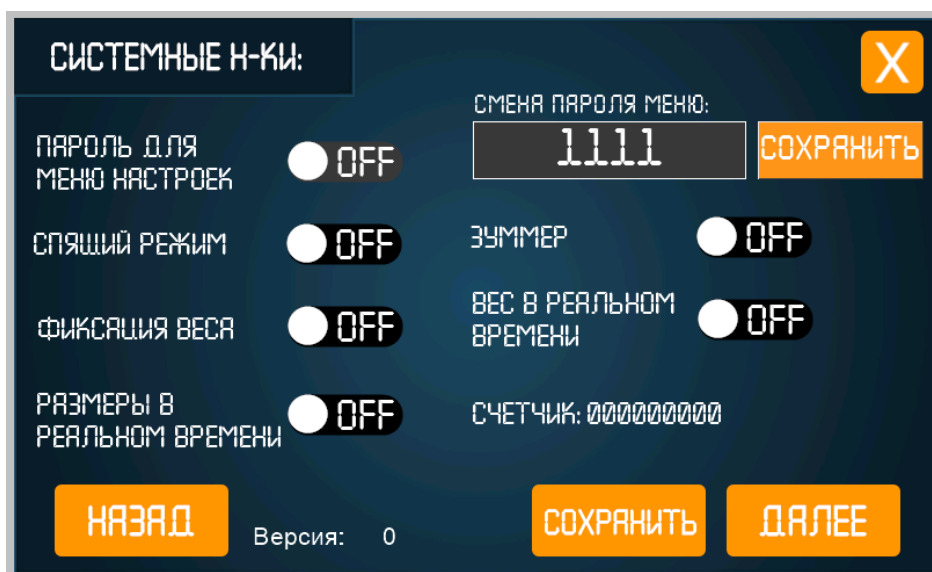 СИСТЕМНЫЕ Н-КИ:
X
СМЕНА ПАРОЛЯ МЕНЮ:
1111
СОХРАНИТЬ
ПАРОЛЬ ДЛЯ
МЕНЮ НАСТРОЕК
OFF
СПЯЩИЙ РЕЖИМ
OFF
ЗУММЕР
OFF
ФИКСАЦИЯ ВЕСА
OFF
ВЕС В РЕАЛЬНОМ
ВРЕМЕНИ
OFF
РАЗМЕРЫ В
РЕАЛЬНОМ ВРЕМЕНИ
OFF
СЧЕТЧИК: 000000000
НАЗАД
Версия: 0
СОХРАНИТЬ
ДАЛЕЕ